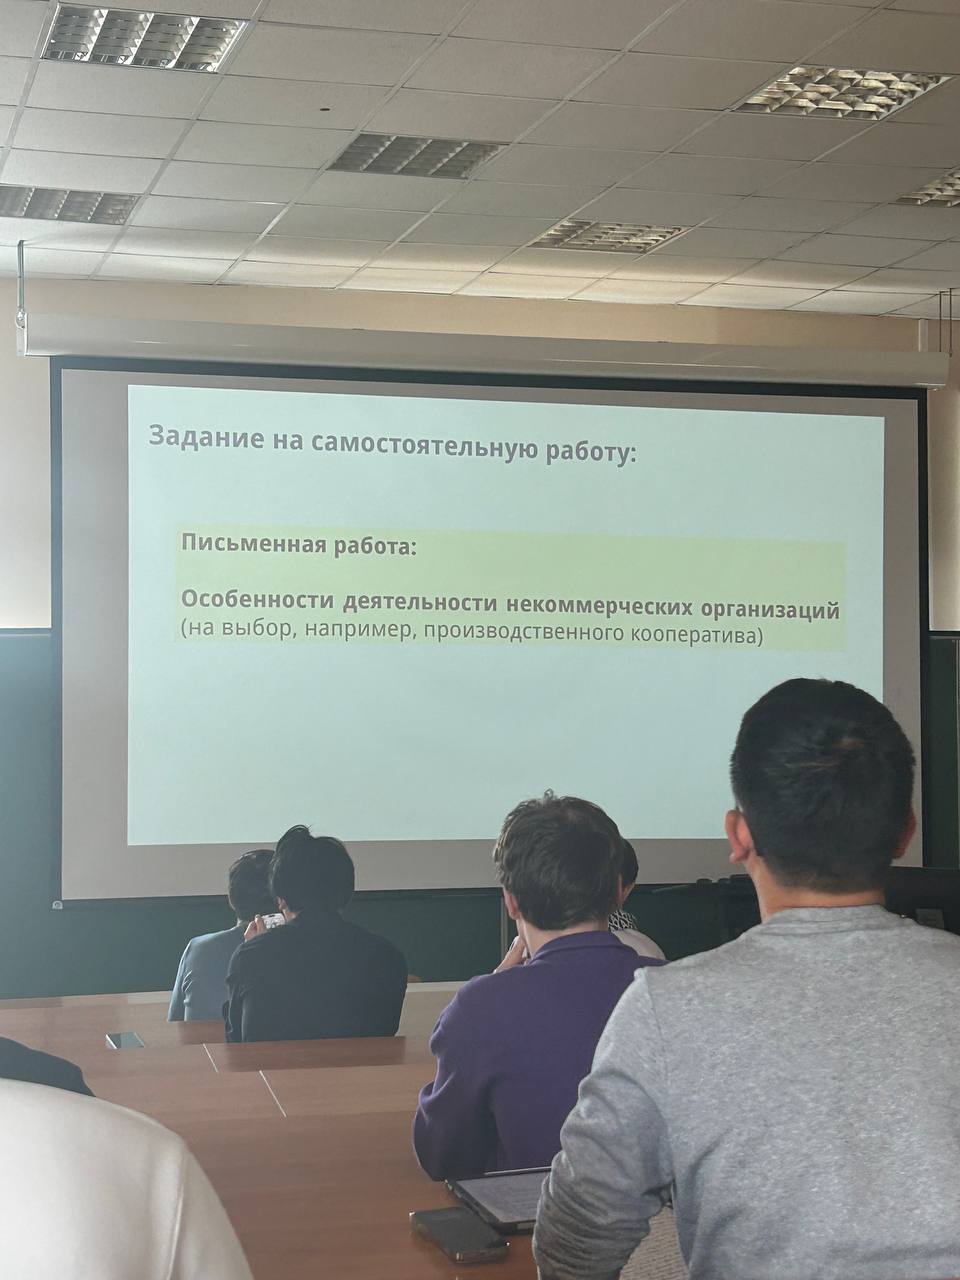 Задание на самостоятельную работу:
Письменная работа:
Особенности деятельности некоммерческих организаций
(на выбор, например, производственного кооператива)